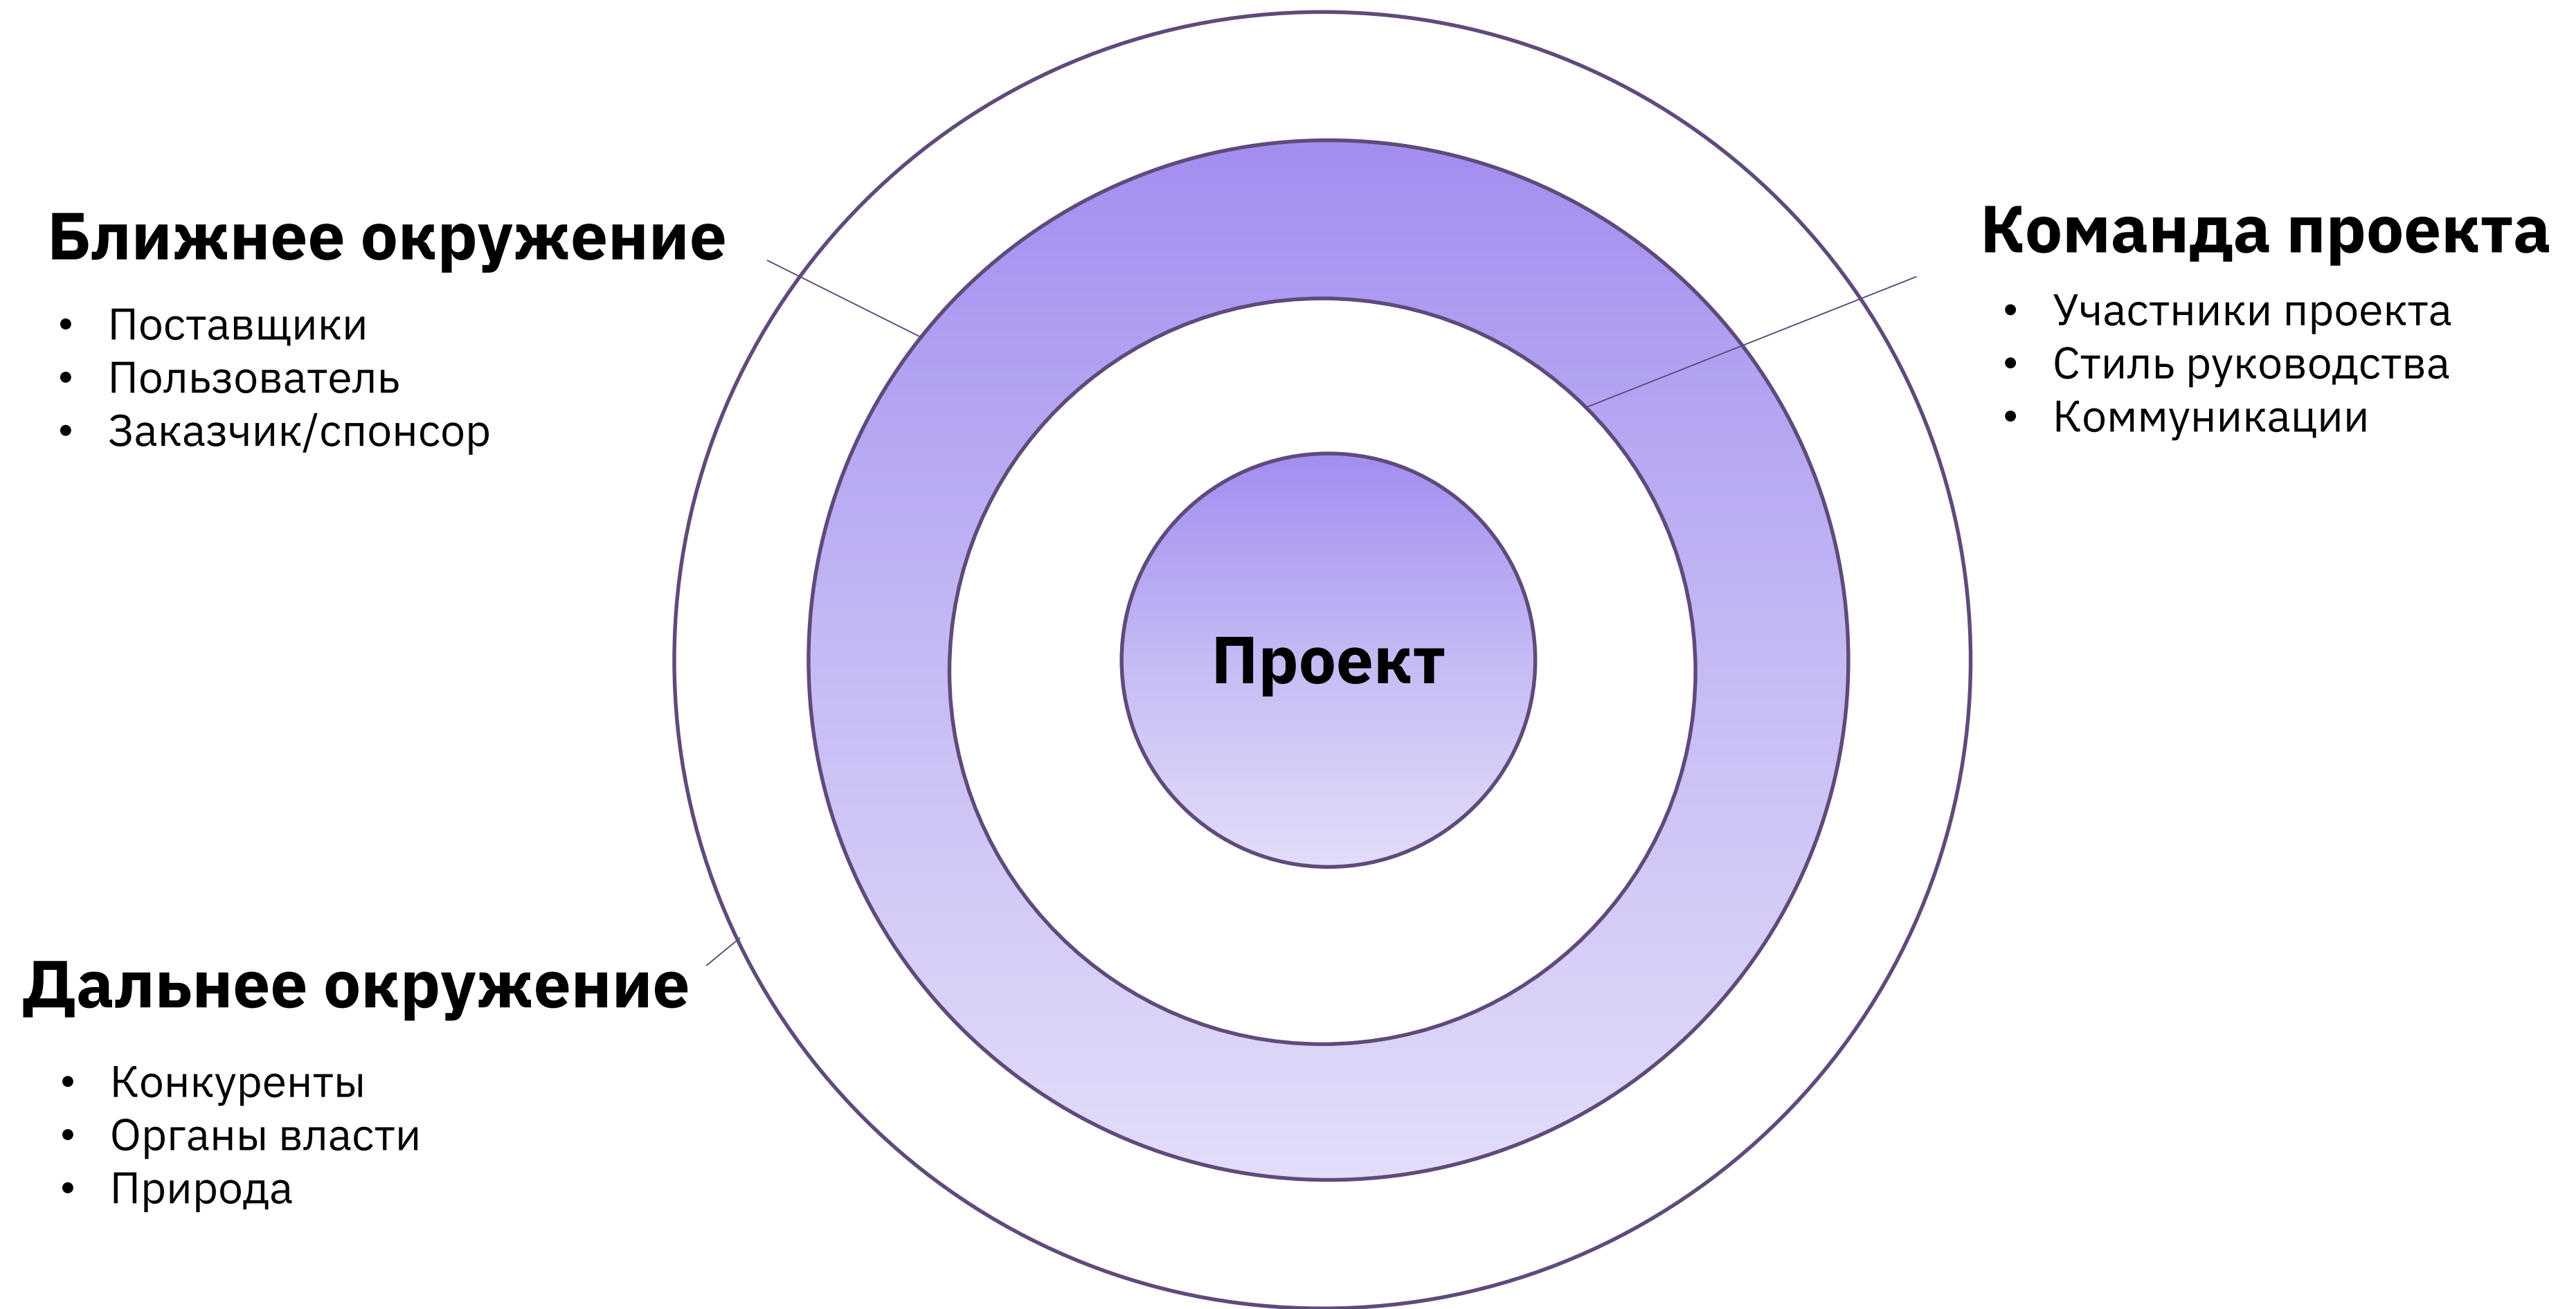 Ближнее окружение
• Поставщики
• Пользователь
• Заказчик/спонсор
Команда проекта
• Участники проекта
• Стиль руководства
• Коммуникации
Проект
Дальнее окружение
• Конкуренты
• Органы власти
• Природа